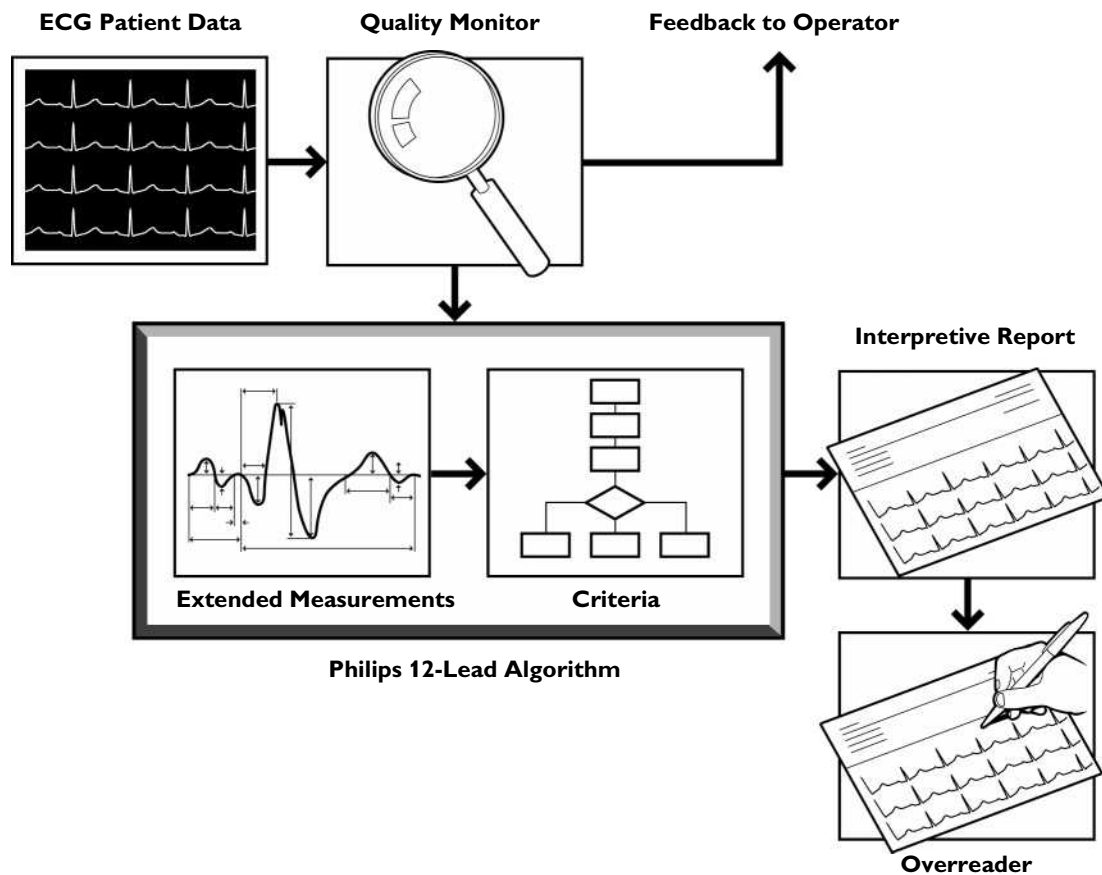 ECG Patient Data
Quality Monitor
Feedback to Operator
Interpretive Report
Extended Measurements
Criteria
Philips 12-Lead Algorithm
Overreader